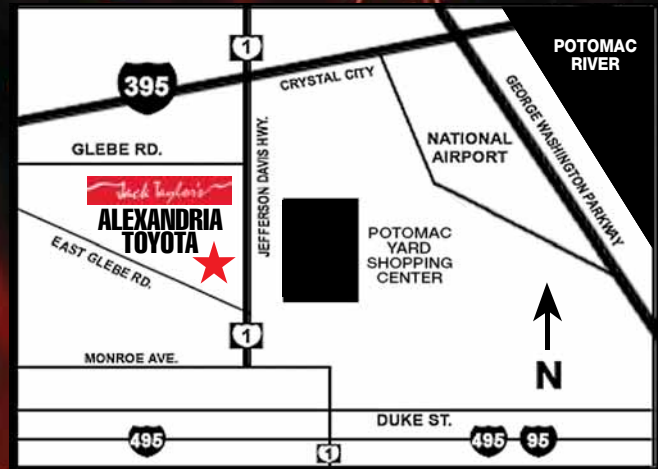 1
POTOMAC
RIVER
395
CRYSTAL CITY
GEORGE WASHINGTON PARKWAY
GLEBE RD.
JEFFERSON DAVIS HWY.
NATIONAL
AIRPORT
Jack Taylor's
ALEXANDRIA
TOYOTA
EAST GLEBE RD.
POTOMAC
YARD
SHOPPING
CENTER
1
MONROE AVE.
N
DUKE ST.
495
1
495
95